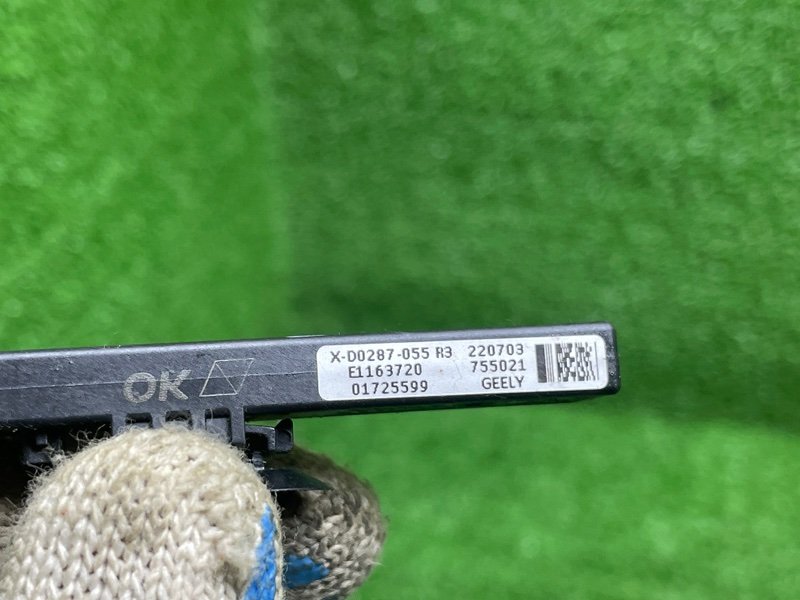 OK
X-D0287-055 R3 220703
E1163720 755021
01725599 GEELY